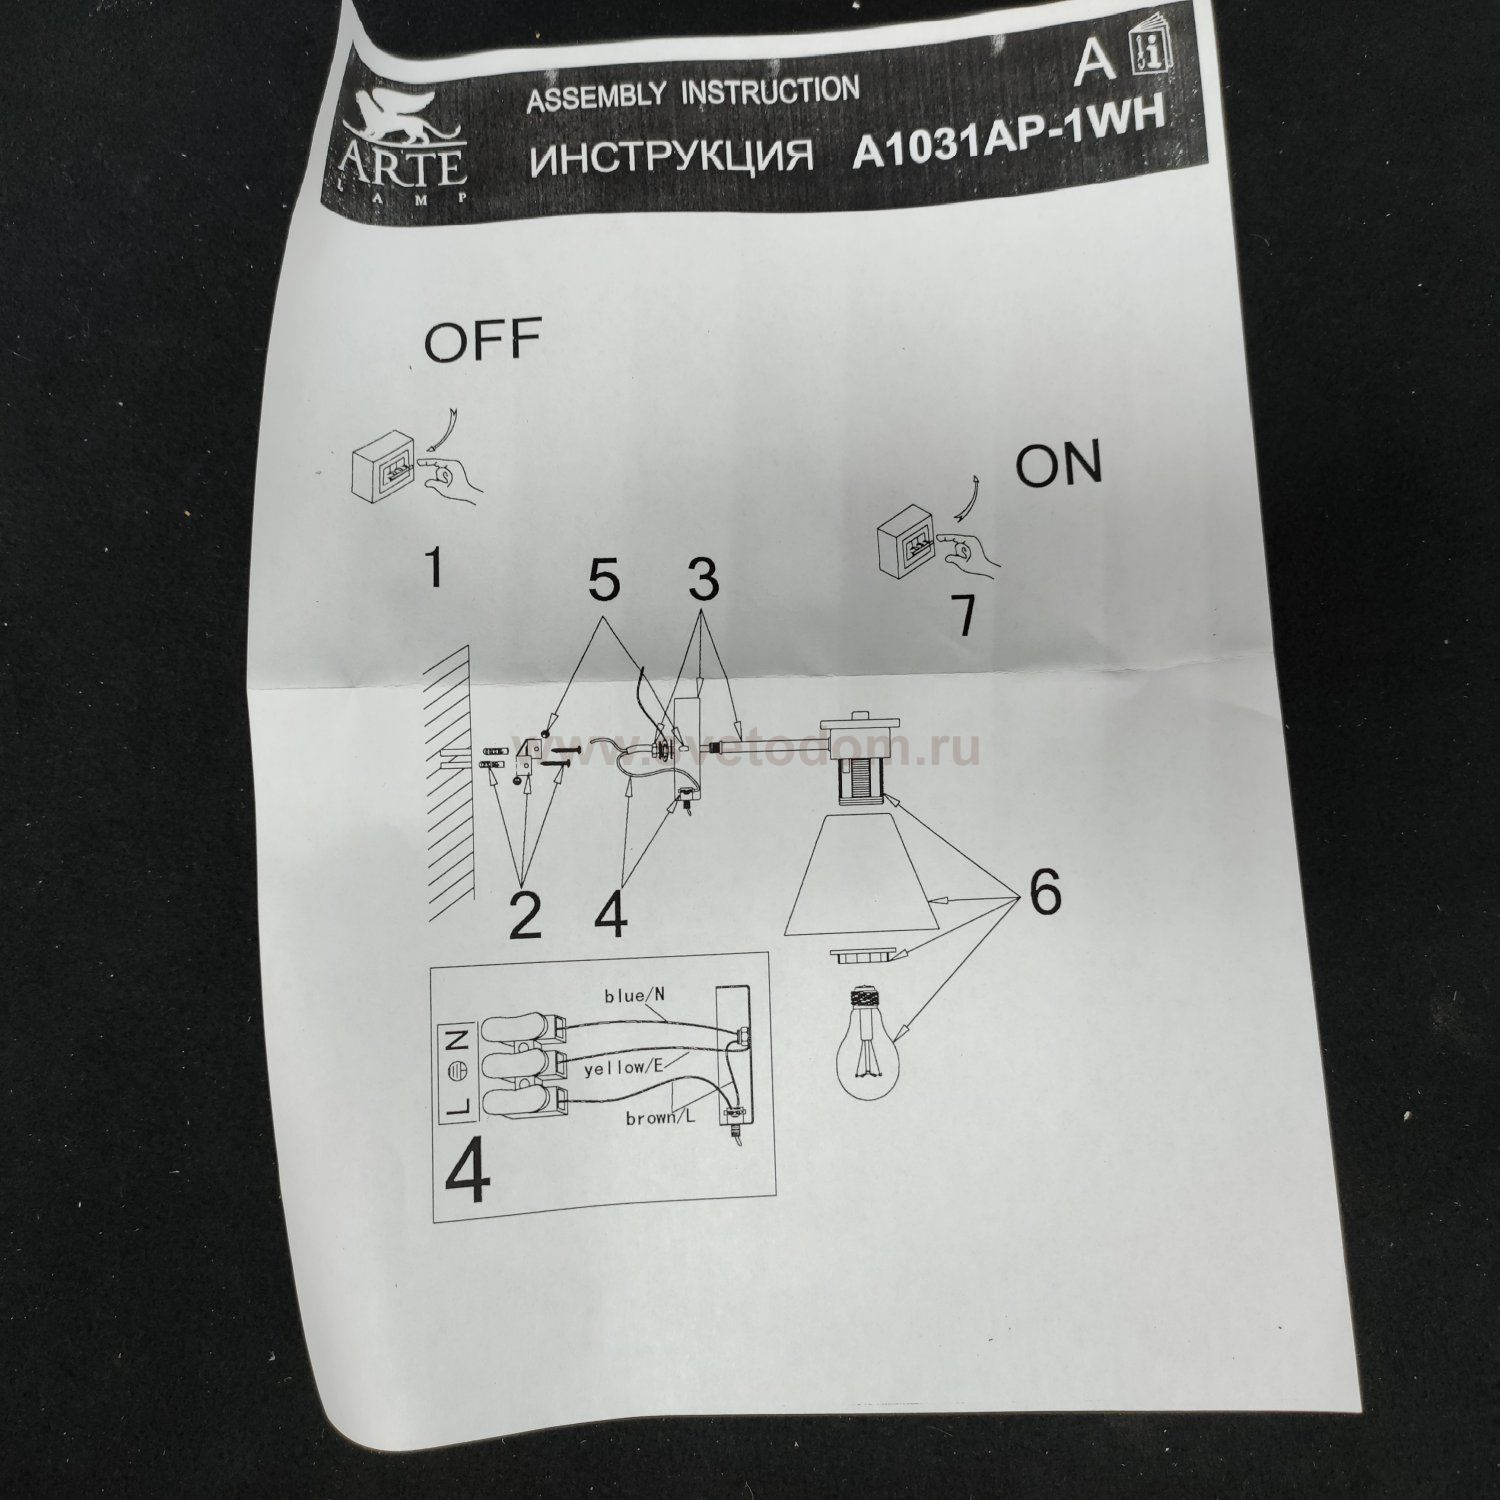 ARTE
LAMP
ASSEMBLY INSTRUCTION
ИНСТРУКЦИЯ A1031AP-1WH
A i
OFF
1
ON
7
5 3
www.svetodom.ru
2 4
6
blue/N
yellow/E
brown/L
N
L
4